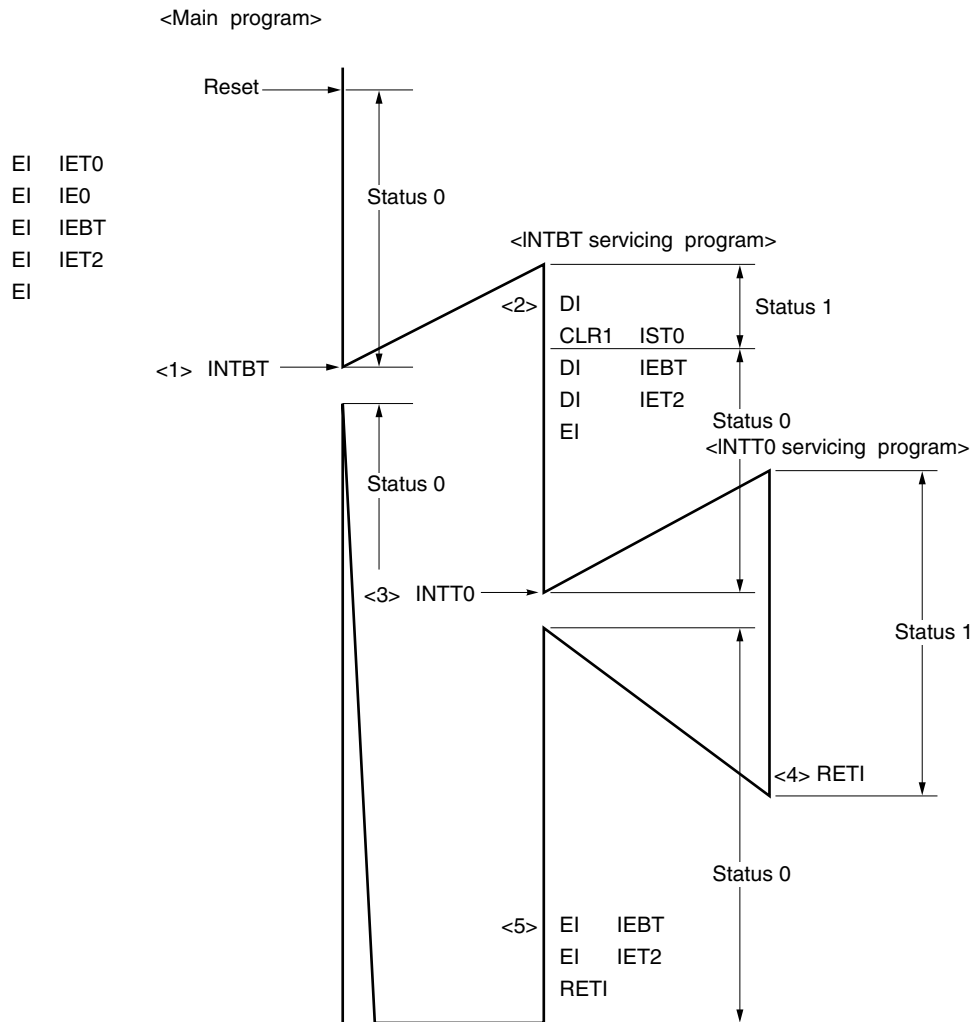 <Main program>
Reset
EI IET0
EI IE0
EI IEBT
EI IET2
EI
Status 0
<INTBT servicing program>
<2> DI
CLR1 IST0
DI IEBT
DI IET2
EI
Status 1
<1> INTBT
Status 0
<INTT0 servicing program>
Status 0
<3> INTT0
Status 1
<4> RETI
Status 0
<5> EI IEBT
EI IET2
RETI